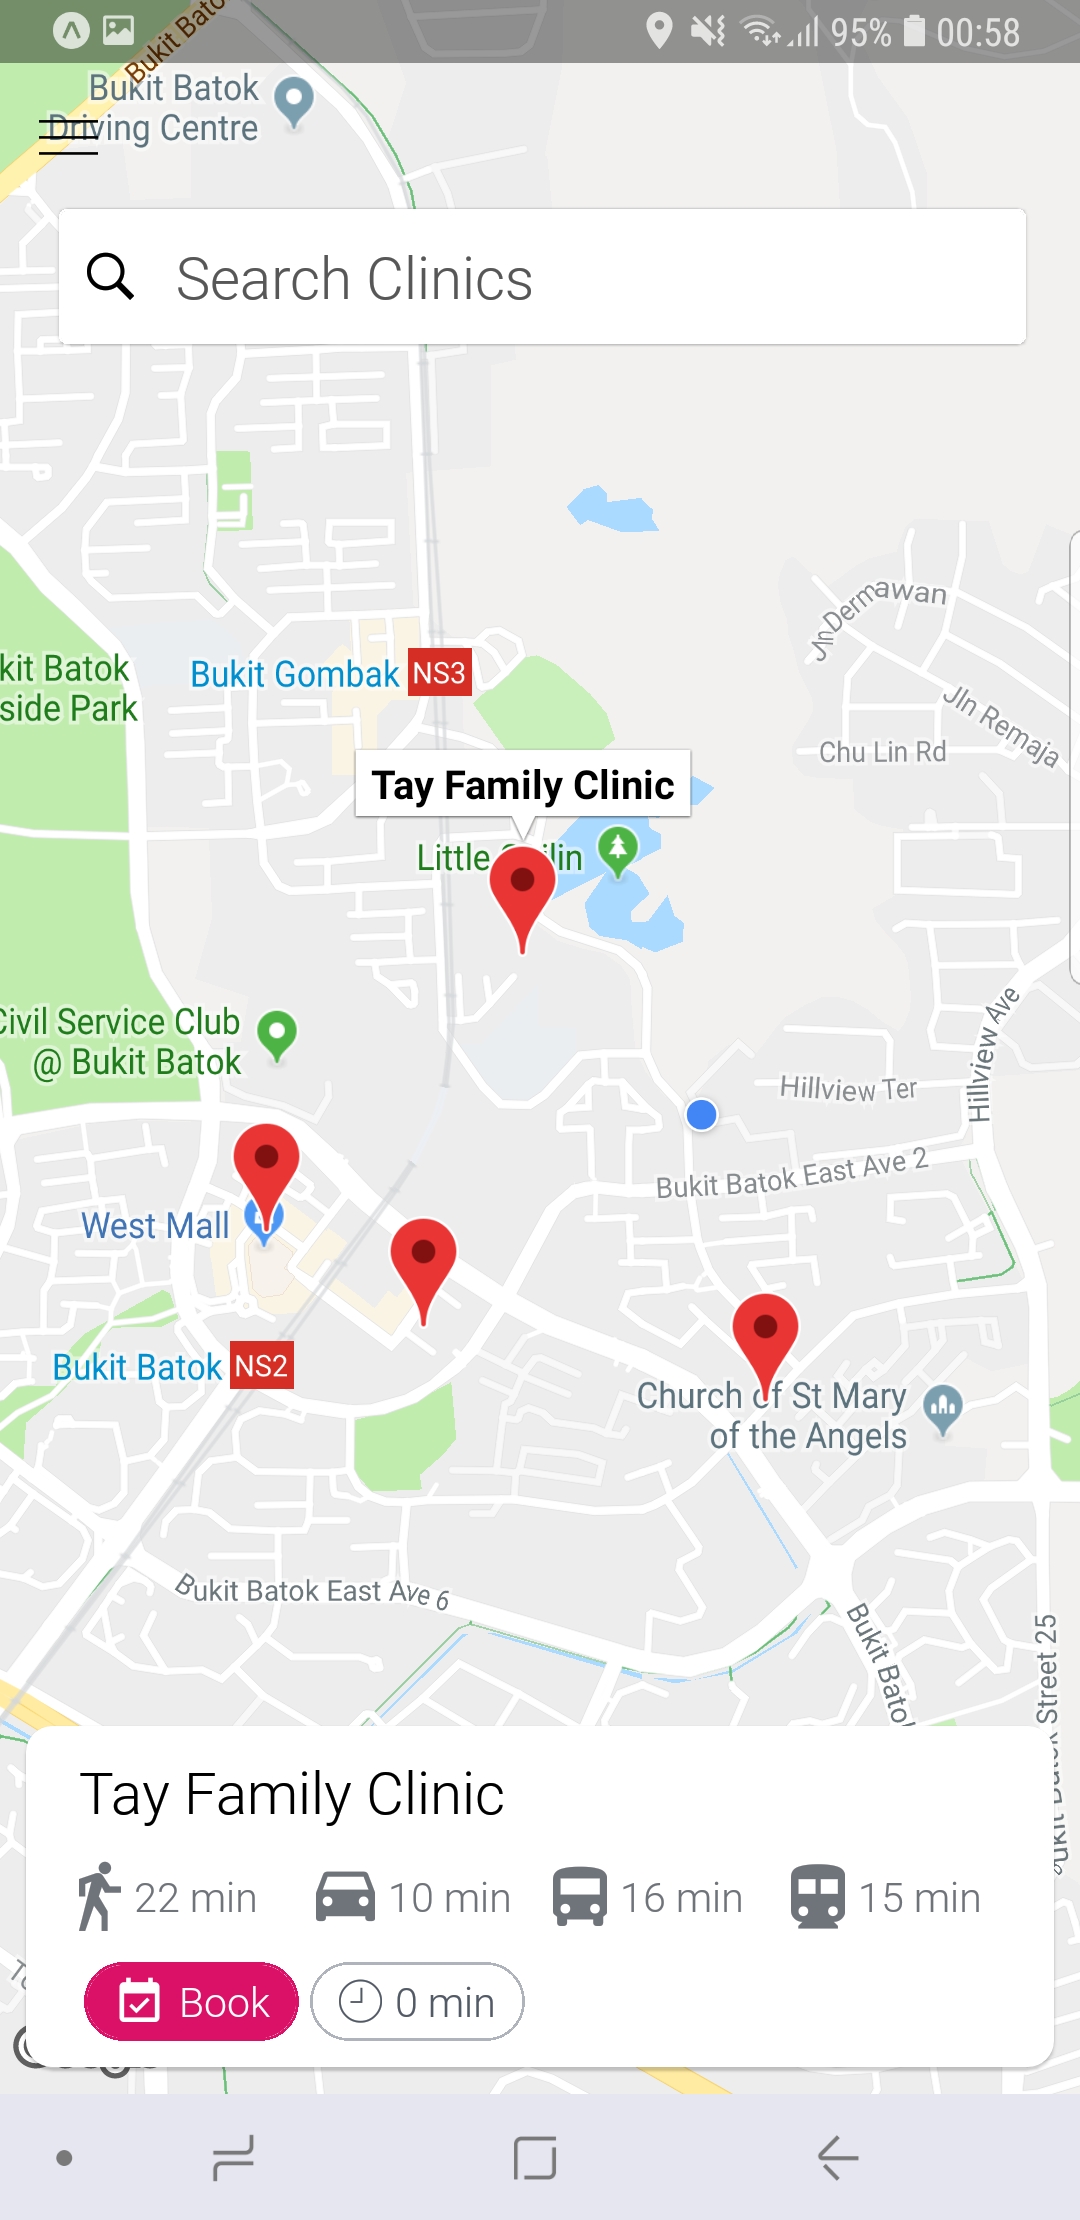 95% 00:58
Bukit Bato
Bukit Batok
Driving Centre
Search Clinics
Jln Dermawan
kit Batok
side Park
Bukit Gombak NS3
Jln Remaja
Chu Lin Rd
Tay Family Clinic
Little
Civil Service Club
@ Bukit Batok
Hillview Ave
Hillview Ter
Bukit Batok East Ave 2
West Mall
Bukit Batok NS2
Church of St Mary
of the Angels
Bukit Batok East Ave 6
Bukit Batok
Street 25
Tay Family Clinic
22 min 10 min 16 min 15 min
Book 0 min